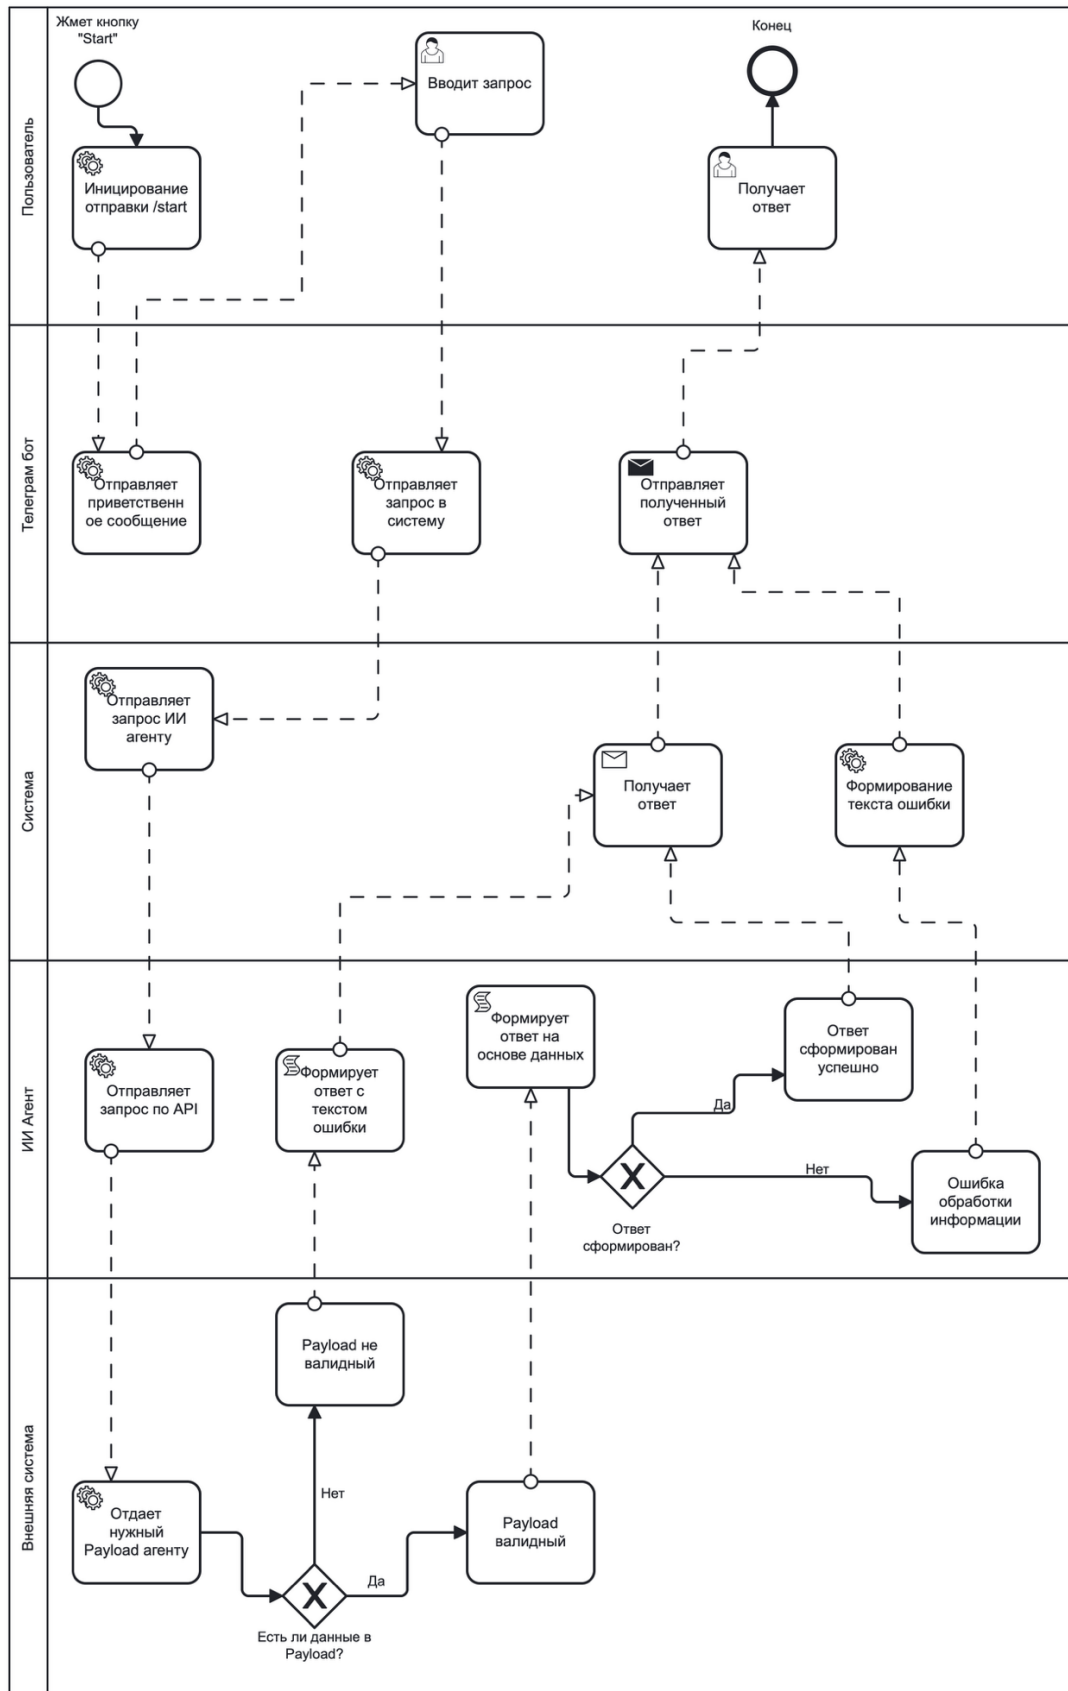 Пользователь
Жмет кнопку
"Start"
Конец
Вводит запрос
Инициирование
отправки /start
Получает
ответ
Телеграм бот
Отправляет
приветственн
ое сообщение
Отправляет
запрос в
систему
Отправляет
полученный
ответ
Система
Отправляет
запрос ИИ
агенту
Получает
ответ
Формирование
текста ошибки
ИИ Агент
Отправляет
запрос по API
Формирует
ответ с
текстом
ошибки
Формирует
ответ на
основе данных
Ответ
сформирован?
Да
Нет
Ответ
сформирован
успешно
Ошибка
обработки
информации
Внешняя система
Payload не
валидный
Отдает
нужный
Payload агенту
Нет
Да
Есть ли данные в
Payload?
Payload
валидный